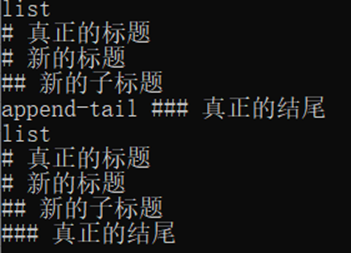 list
# 真正的标题
# 新的标题
## 新的子标题
append-tail ### 真正的结尾
list
# 真正的标题
# 新的标题
## 新的子标题
### 真正的结尾